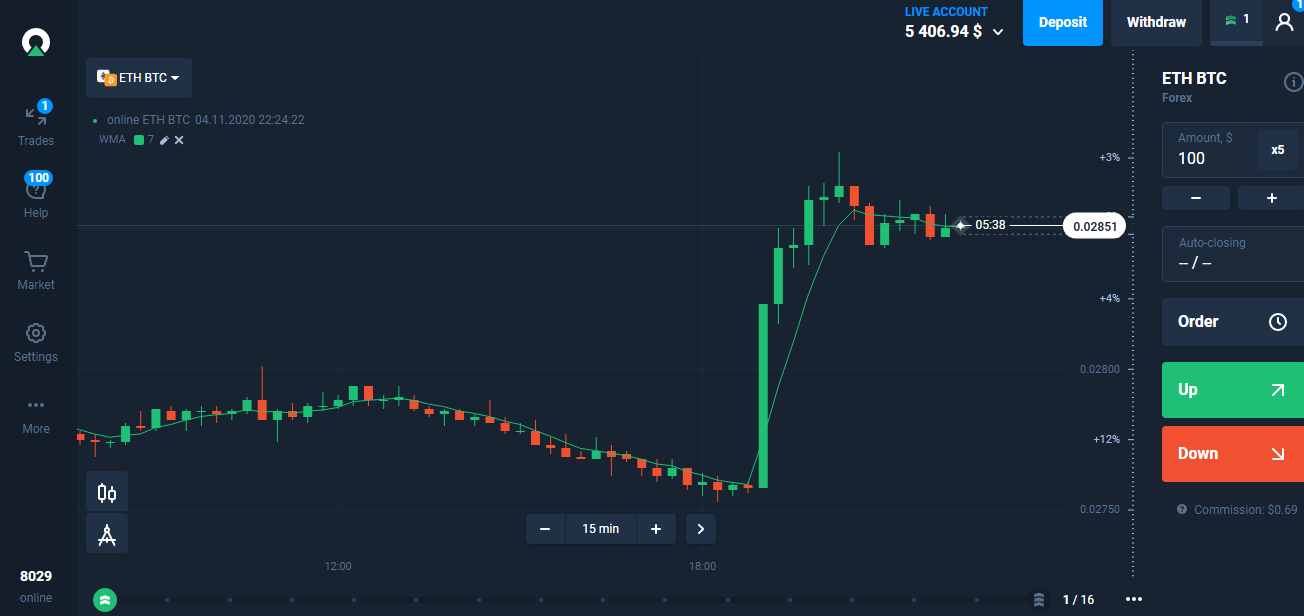 LIVE ACCOUNT
5 406.94 $
Deposit
Withdraw
1
1
ETH BTC
online ETH BTC 04.11.2020 22:24:22
WMA 7
1
Trades
100
Help
Market
Settings
More
8029
online
+3%
05:38
0.02851
+4%
0.02800
+12%
0.02750
15 min
12:00
18:00
1 / 16
ETH BTC
Forex
Amount, $
100
x5
Auto-closing
-- / --
Order
Up
Down
Commission: $0.69